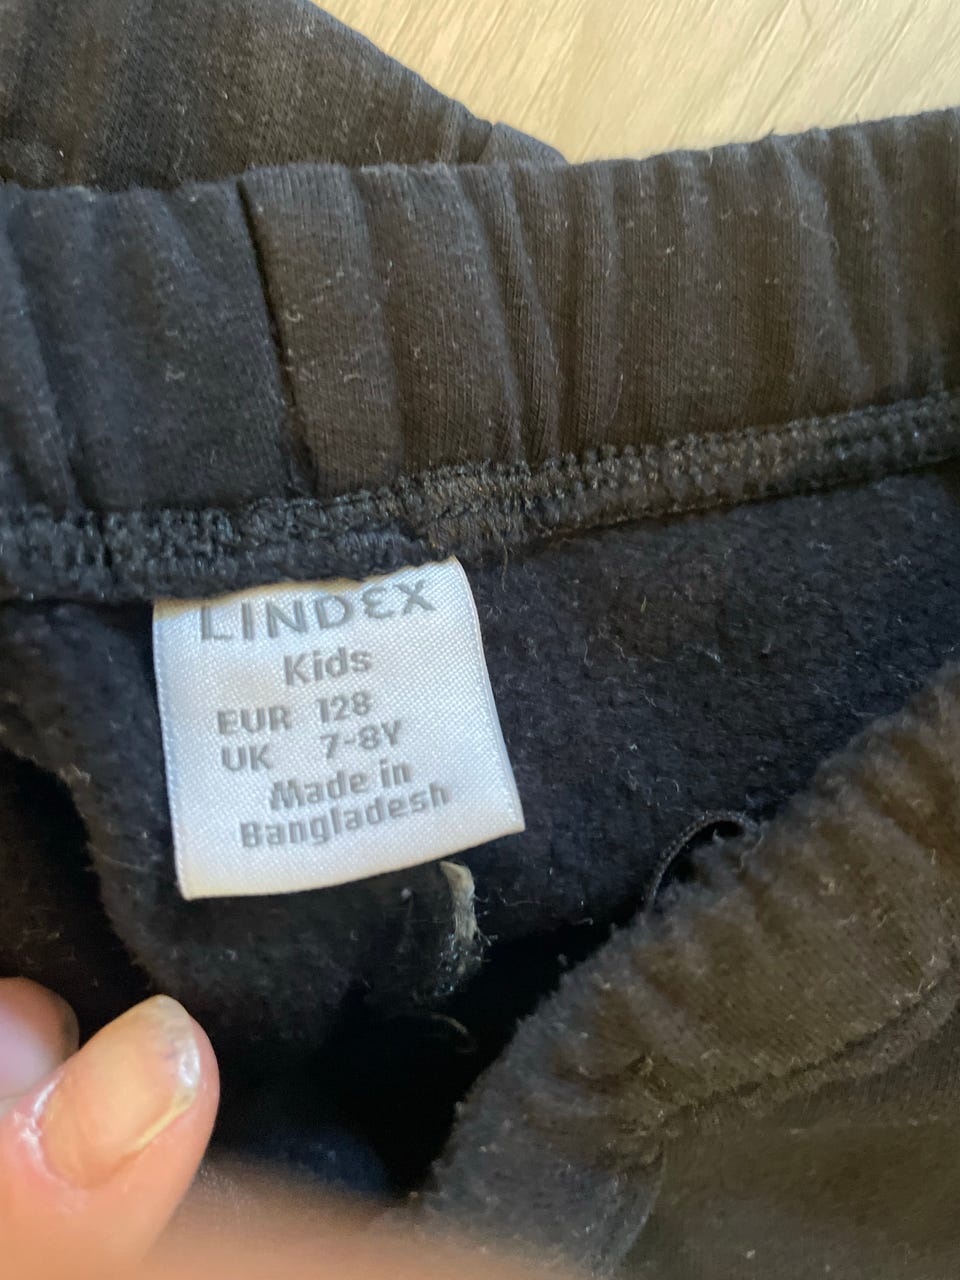 LINDEX
Kids
EUR 128
UK 7-8Y
Made in
Bangladesh